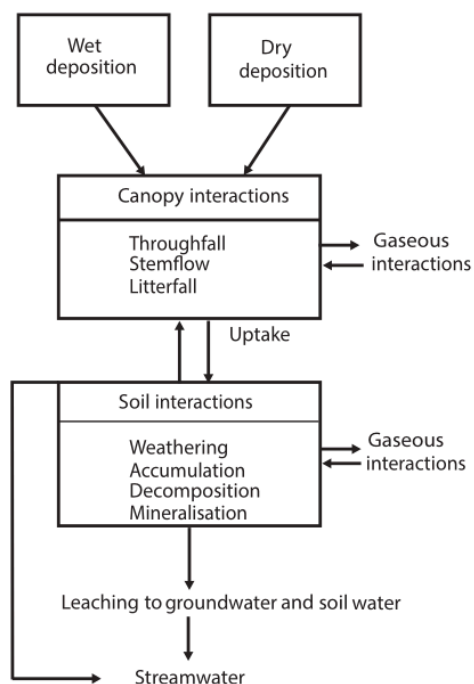 Wet
deposition
Dry
deposition
Canopy interactions
Throughfall
Stemflow
Litterfall
Gaseous
interactions
Uptake
Soil interactions
Weathering
Accumulation
Decomposition
Mineralisation
Gaseous
interactions
Leaching to groundwater and soil water
Streamwater